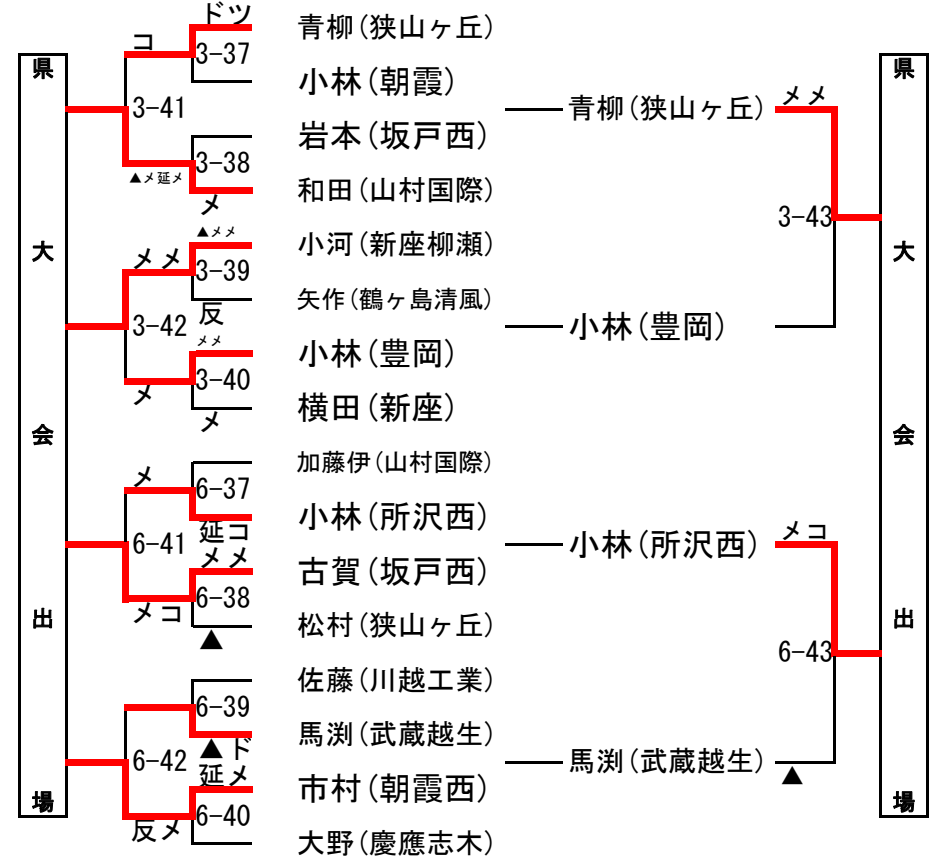 県大会出場
ドツ
3-37
コ
3-41
3-38
▲メ延メ
メ
▲メメ
3-39
メメ
反
3-42
メメ
3-40
メ
メ
メ
6-37
延コ
6-41
メメ
6-38
メコ
▲
6-39
▲ド
6-42
延メ
6-40
反メ
青柳(狭山ヶ丘)
小林(朝霞)
岩本(坂戸西)
和田(山村国際)
小河(新座柳瀬)
矢作(鶴ヶ島清風)
小林(豊岡)
横田(新座)
加藤伊(山村国際)
小林(所沢西)
古賀(坂戸西)
松村(狭山ヶ丘)
佐藤(川越工業)
馬渕(武蔵越生)
市村(朝霞西)
大野(慶應志木)
青柳(狭山ヶ丘)
メメ
3-43
小林(豊岡)
小林(所沢西)
メコ
6-43
馬渕(武蔵越生)
▲
県大会出場